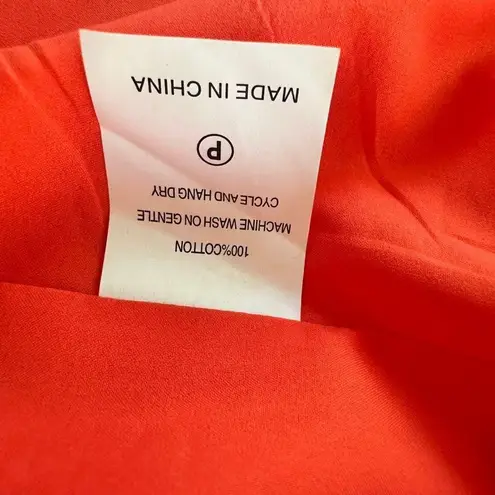 100%COTTON
MACHINE WASH ON GENTLE
CYCLE AND HANG DRY
P
MADE IN CHINA